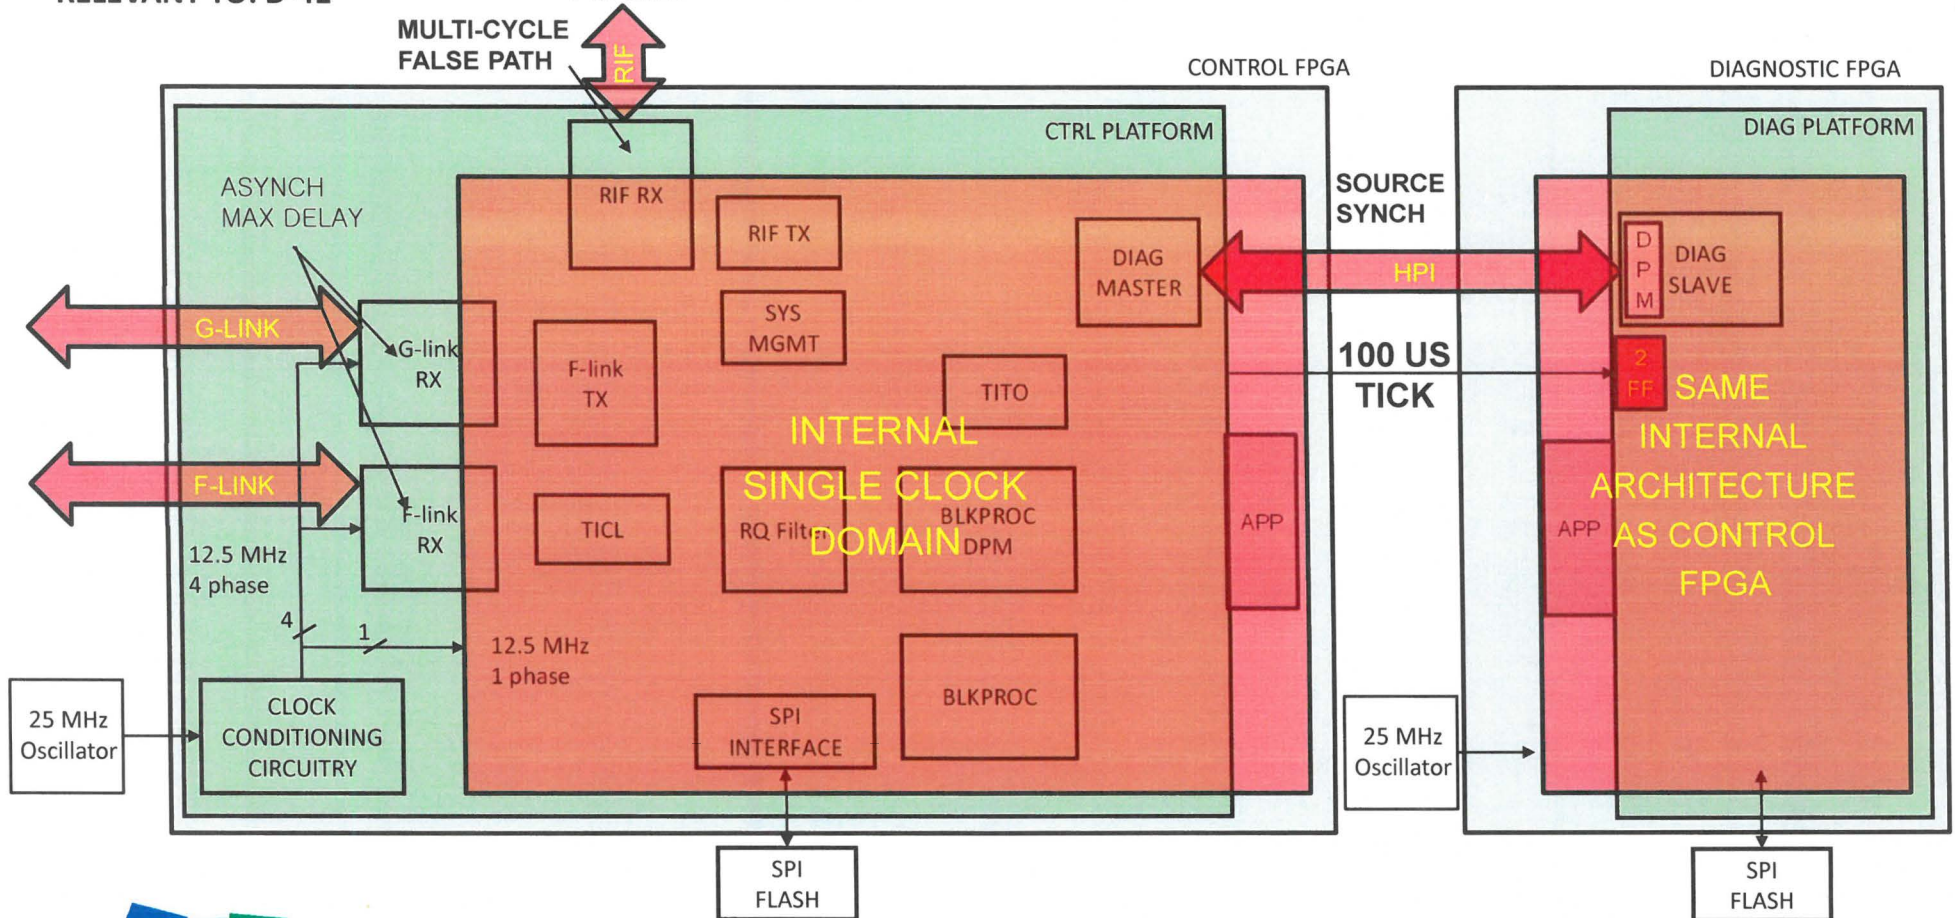 MULTI-CYCLE
FALSE PATH
RIF
CONTROL FPGA
DIAGNOSTIC FPGA
CTRL PLATFORM
DIAG PLATFORM
ASYNCH
MAX DELAY
RIF RX
RIF TX
DIAG
MASTER
SOURCE
SYNCH
HPI
D
P
M
DIAG
SLAVE
G-LINK
G-link
RX
F-link
TX
SYS
MGMT
TITO
100 US
TICK
2
FF
INTERNAL
SINGLE CLOCK
DOMAIN
SAME
INTERNAL
ARCHITECTURE
AS CONTROL
FPGA
F-LINK
F-link
RX
TICL
RQ Filter
BLKPROC
DPM
APP
APP
12.5 MHz
4 phase
4
1
12.5 MHz
1 phase
25 MHz
Oscillator
CLOCK
CONDITIONING
CIRCUITRY
SPI
INTERFACE
BLKPROC
25 MHz
Oscillator
SPI
FLASH
SPI
FLASH